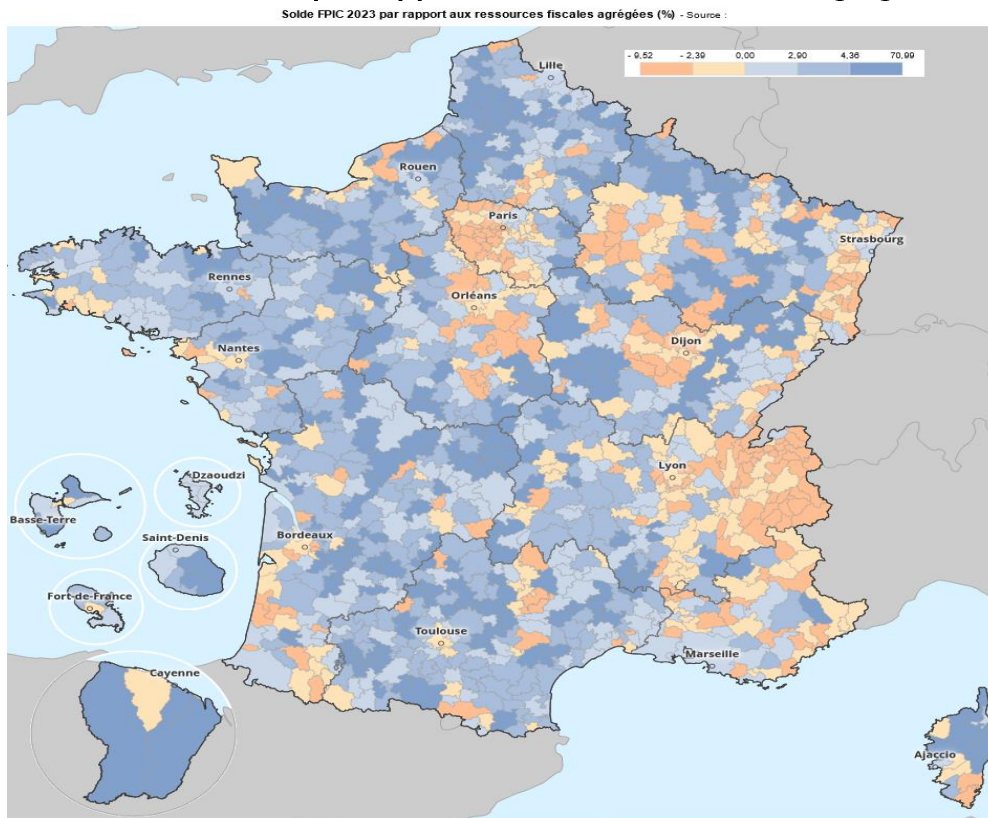 Solde FPIC 2023 par rapport aux ressources fiscales agrégées (%) - Source :
- 9,52 - 2,39 0,00 2,90 4,36 70,99
Lille
Rouen
Paris
Strasbourg
Rennes
Orléans
Nantes
Dijon
Lyon
Dzaoudzi
Basse-Terre
Saint-Denis
Bordeaux
Fort-de-France
Toulouse
Marseille
Cayenne
Ajaccio